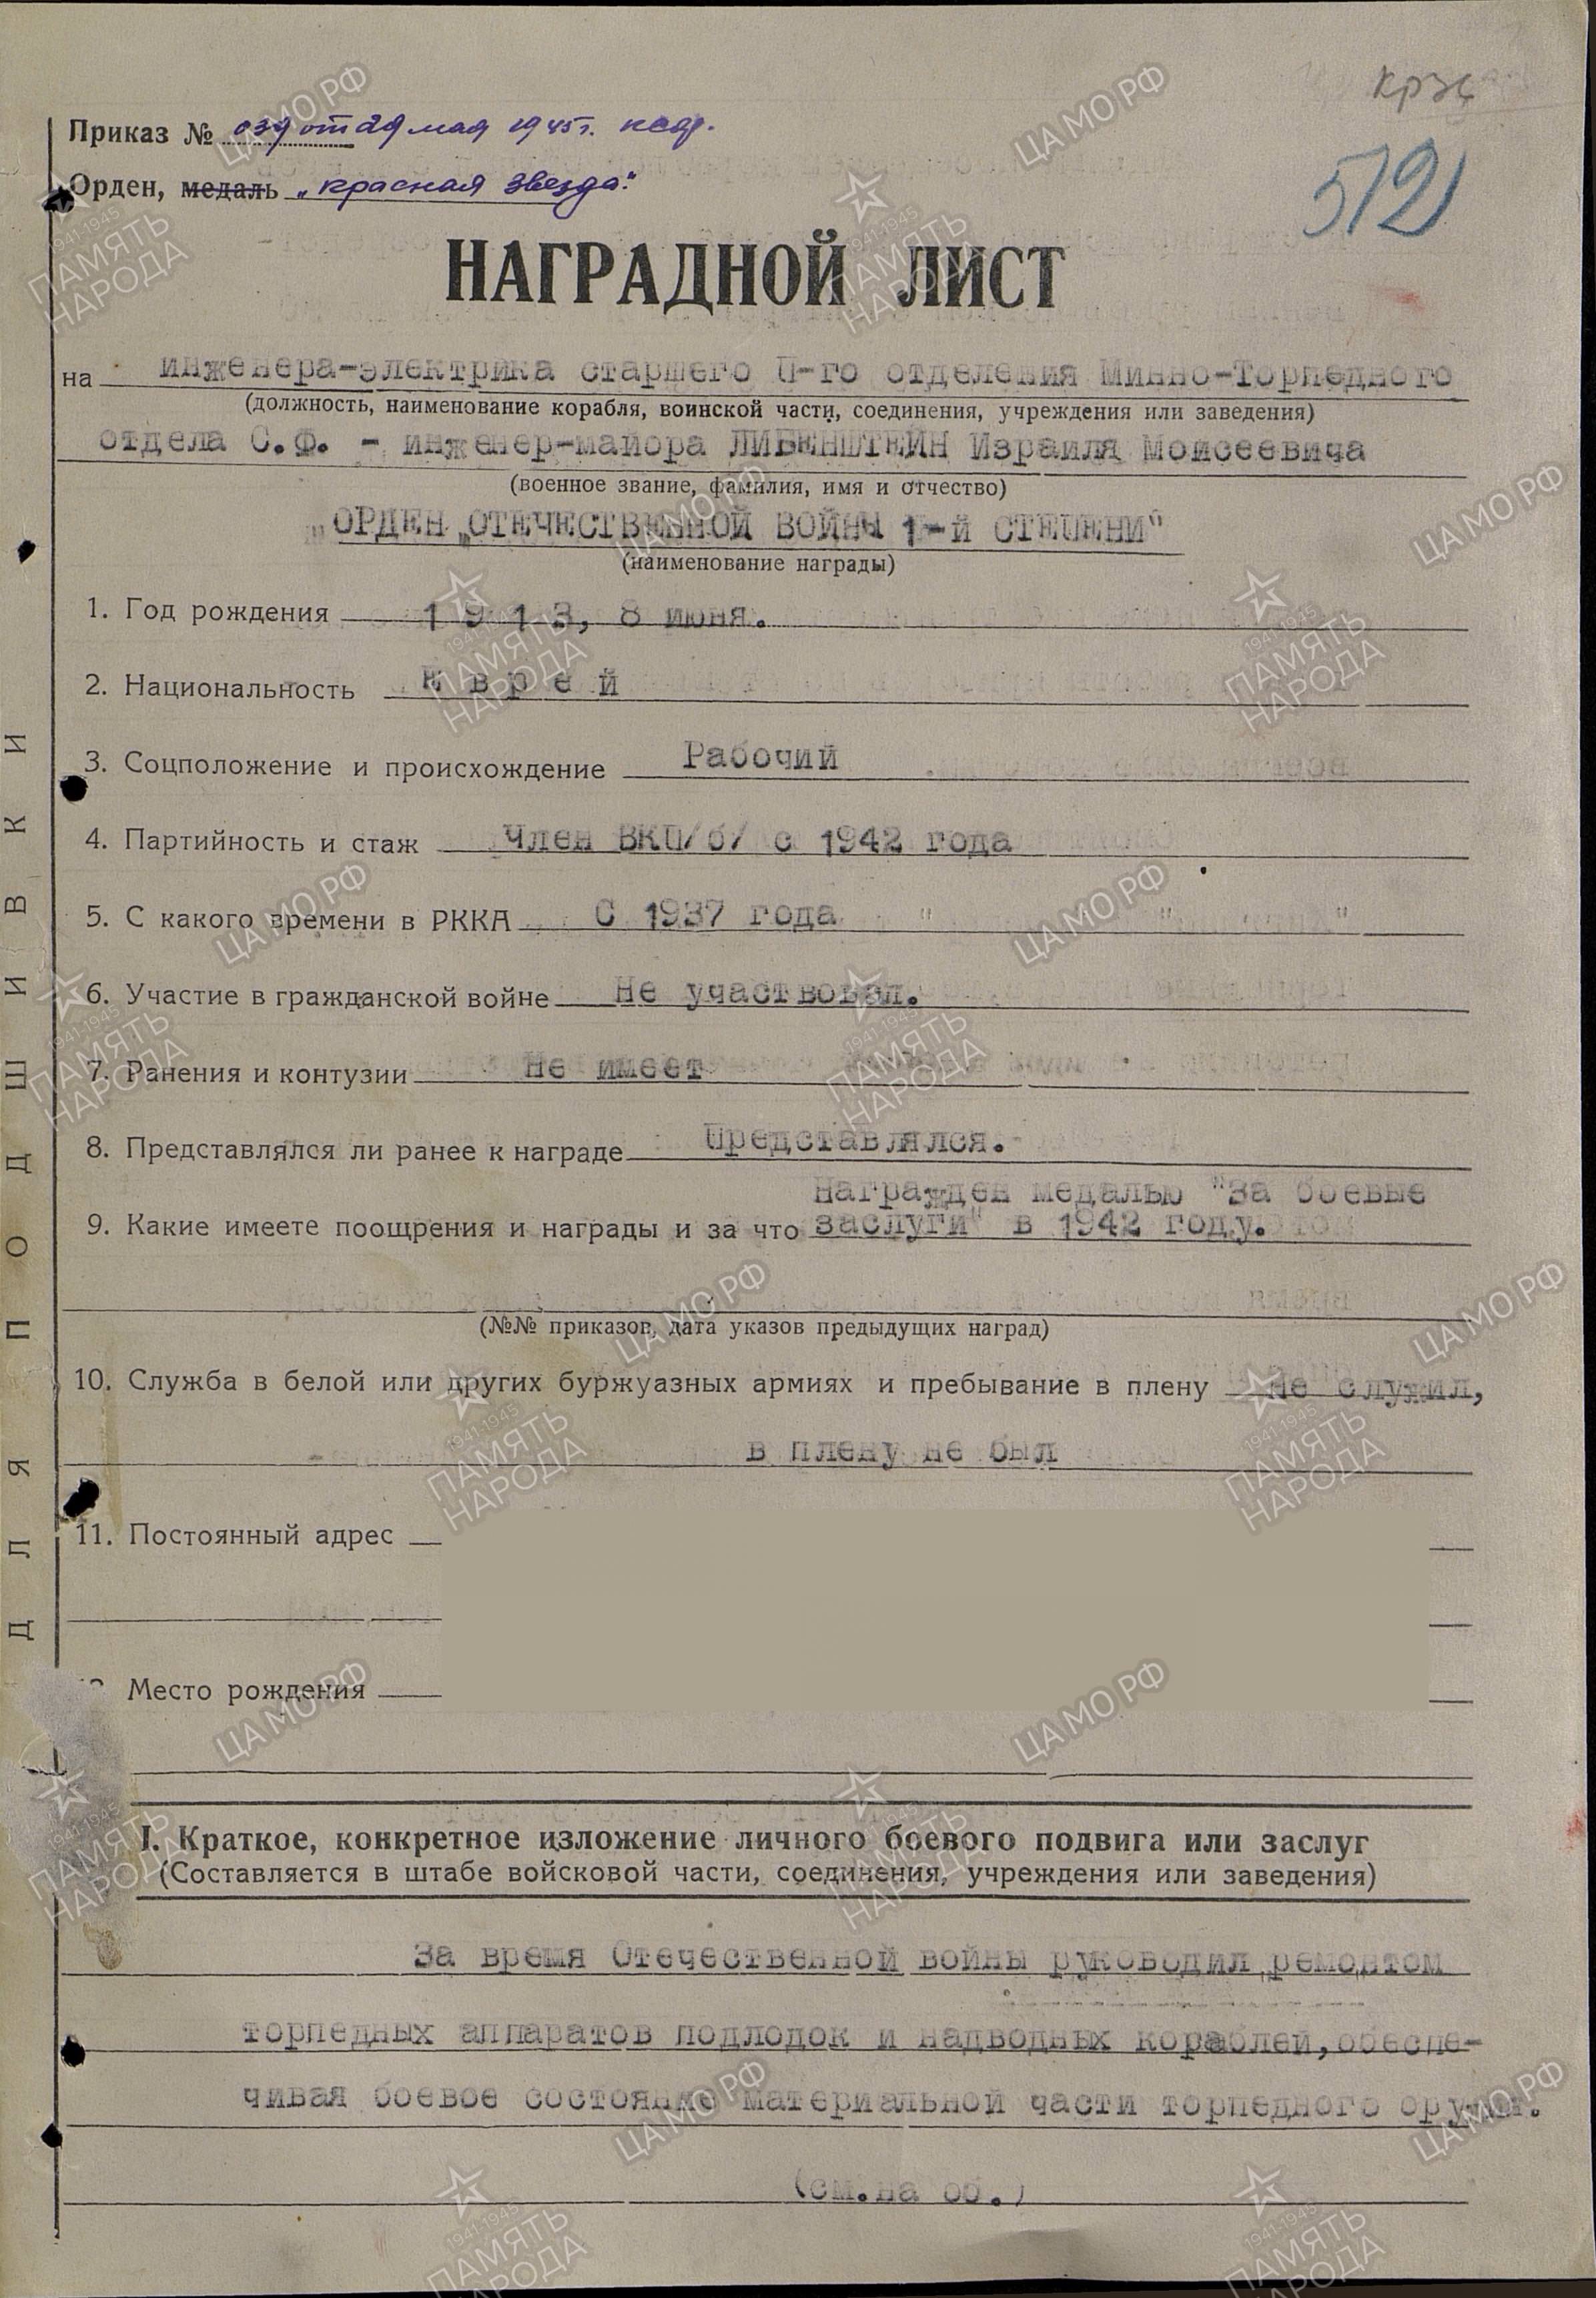 КРЗС
Приказ № 039 от 29 мая 1945 г.
Орден, медаль „Красная Звезда".
512
НАГРАДНОЙ ЛИСТ
на инженера-электрика старшего П-го отделения Минно-Торпедного
(должность, наименование корабля, воинской части, соединения, учреждения или заведения)
отдела С.Ф. - инженер-майора ЛИБЕНШТЕЙН Израиля Моисеевича
(военное звание, фамилия, имя и отчество)
„ОРДЕН „ОТЕЧЕСТВЕННОЙ ВОЙНЫ 1-й СТЕПЕНИ"
(наименование награды)
1. Год рождения 1 9 1 3, 8 июня.
2. Национальность Е в р е й
3. Соцположение и происхождение Рабочий
4. Партийность и стаж Член ВКП/б/ с 1942 года
5. С какого времени в РККА С 1937 года
6. Участие в гражданской войне Не участвовал.
7. Ранения и контузии Не имеет
8. Представлялся ли ранее к награде Представлялся.
Награжден медалью "За боевые
9. Какие имеете поощрения и награды и за что заслуги" в 1942 году.
(№№ приказов, дата указов предыдущих наград)
10. Служба в белой или других буржуазных армиях и пребывание в плену Не служил,
в плену не был
11. Постоянный адрес
Место рождения
I. Краткое, конкретное изложение личного боевого подвига или заслуг
(Составляется в штабе войсковой части, соединения, учреждения или заведения)
За время Отечественной войны руководил ремонтом
торпедных аппаратов подлодок и надводных кораблей, обеспе-
чивая боевое состояние материальной части торпедного оружия.
(см.на об.)
ДЛЯ ПОДШИВКИ
ЦАМО РФ
1941-1945
ПАМЯТЬ
НАРОДА